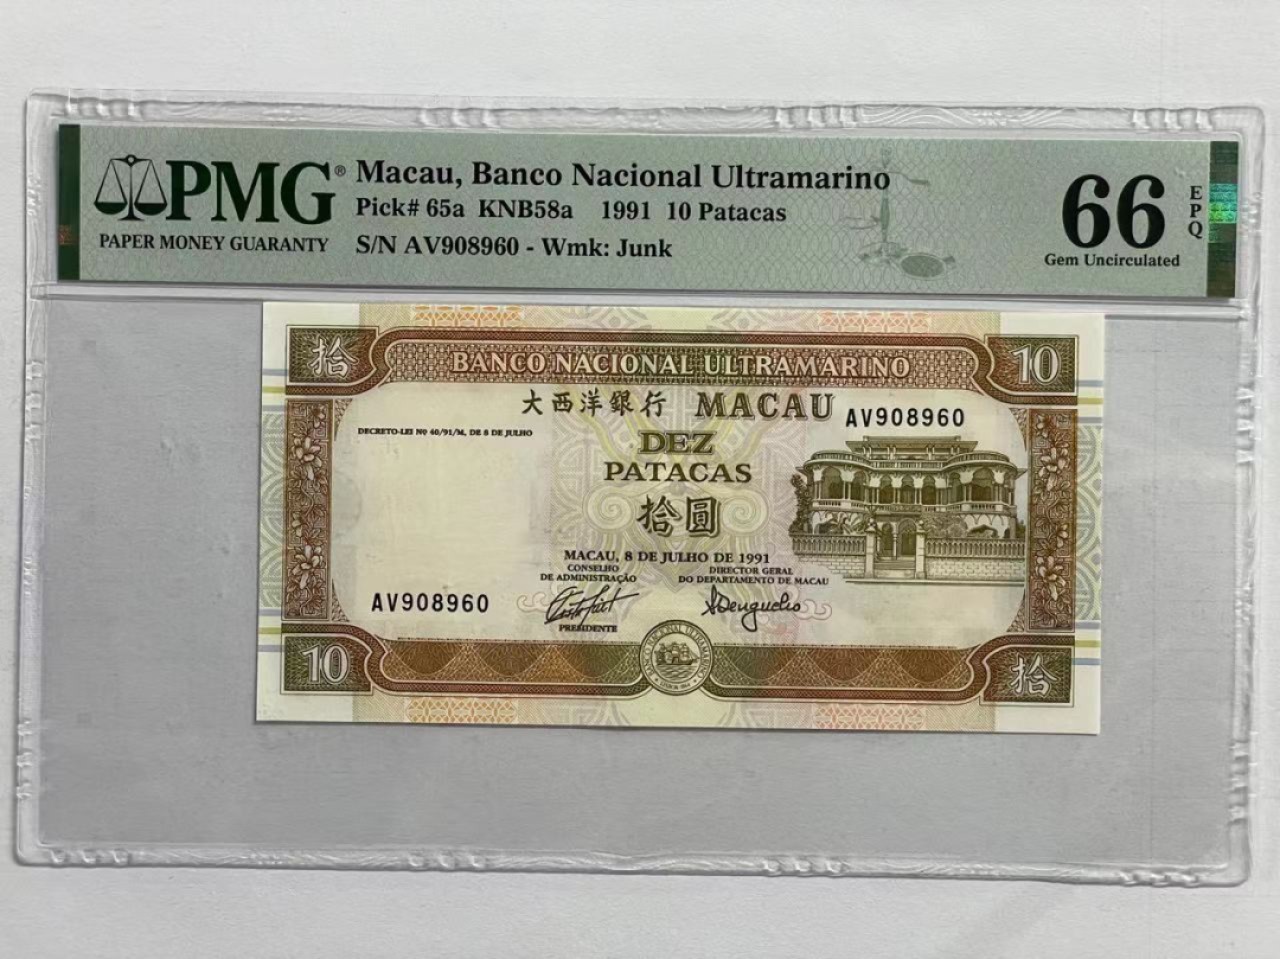 PMG®
PAPER MONEY GUARANTY
Macau, Banco Nacional Ultramarino
Pick# 65a KNB58a 1991 10 Patacas
S/N AV908960 - Wmk: Junk
66
EPQ
Gem Uncirculated
拾
BANCO NACIONAL ULTRAMARINO
10
大西洋銀行 MACAU
AV908960
DECRETO-LEI Nº 40/91/M, DE 8 DE JULHO
DEZ
PATACAS
拾圓
MACAU, 8 DE JULHO DE 1991
CONSELHO
DE ADMINISTRAÇÃO
DIRECTOR GERAL
DO DEPARTAMENTO DE MACAU
AV908960
PRESIDENTE
10
拾